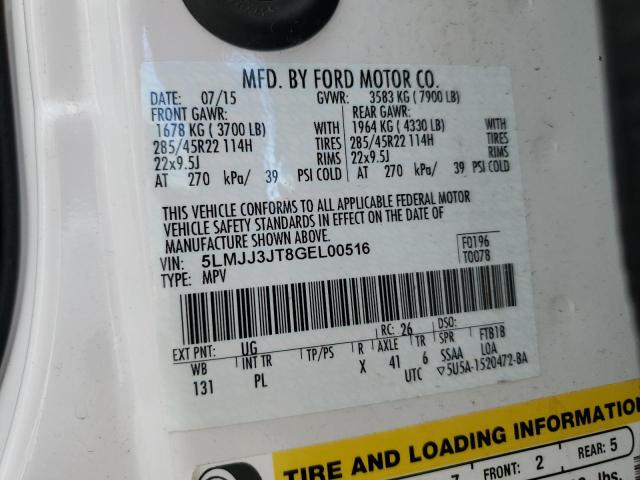 MFD. BY FORD MOTOR CO.
DATE: 07/15 GVWR: 3583 KG (7900 LB)
FRONT GAWR: REAR GAWR:
1678 KG (3700 LB) WITH 1964 KG (4330 LB) WITH
285/45R22 114H TIRES 285/45R22 114H TIRES
22x9.5J RIMS 22x9.5J RIMS
AT 270 kPa/ 39 PSI COLD AT 270 kPa/ 39 PSI COLD
THIS VEHICLE CONFORMS TO ALL APPLICABLE FEDERAL MOTOR
VEHICLE SAFETY STANDARDS IN EFFECT ON THE DATE OF
MANUFACTURE SHOWN ABOVE.
VIN: 5LMJJ3JT8GEL00516 F0196
TYPE: MPV T0078
EXT PNT: UG RC: 26 DSO:
WB INT TR TP/PS R AXLE TR SPR FTB1B
131 PL X 41 6 SSAA LOA
UTC ▽5U5A-1520472-BA
TIRE AND LOADING INFORMATION
7 FRONT: 2 REAR: 5
lbs.